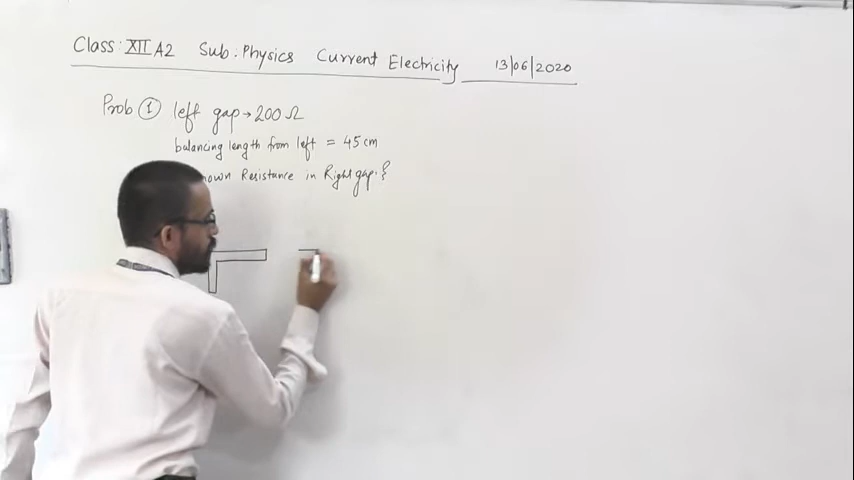 Class: XII A2 Sub. Physics Current Electricity 13/06/2020
Prob ① left gap → 200 Ω
balancing length from left = 45 cm
Resistance in Right gap. }